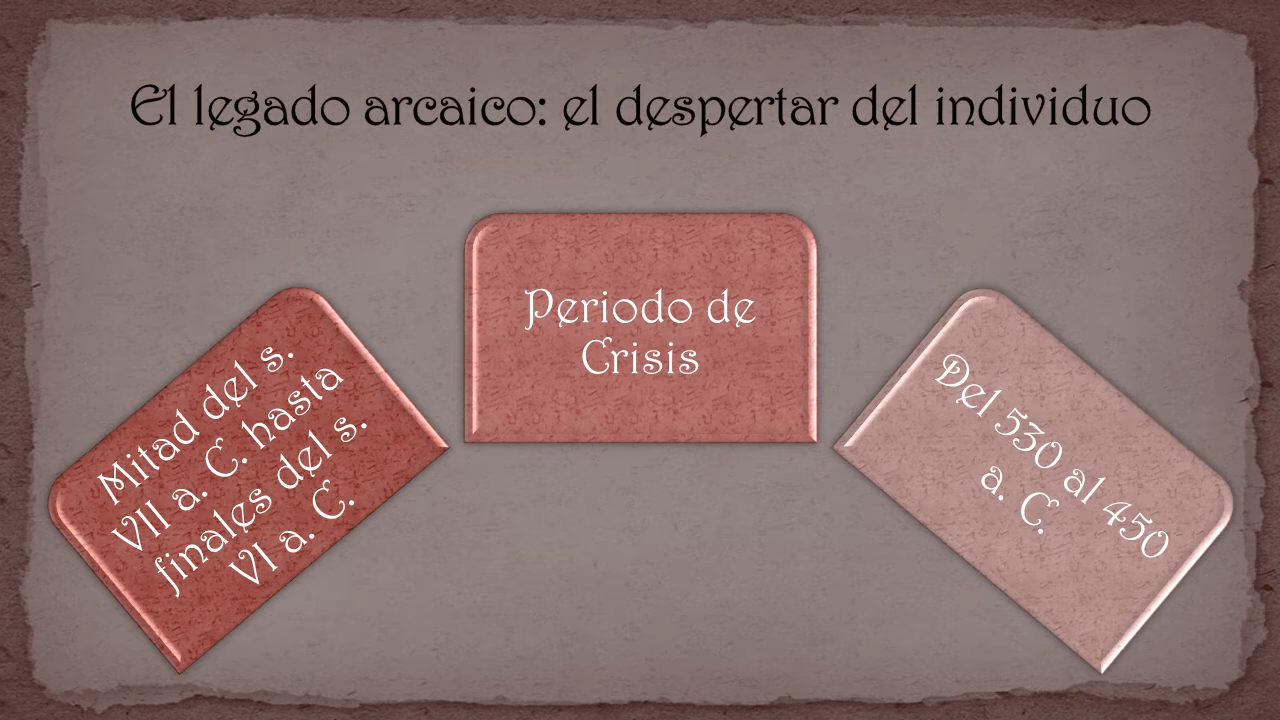 El legado arcaico: el despertar del individuo
Mitad del s.
VII a. C. hasta
finales del s.
VI a. C.
Periodo de
Crisis
Del 530 al 450
a. C.